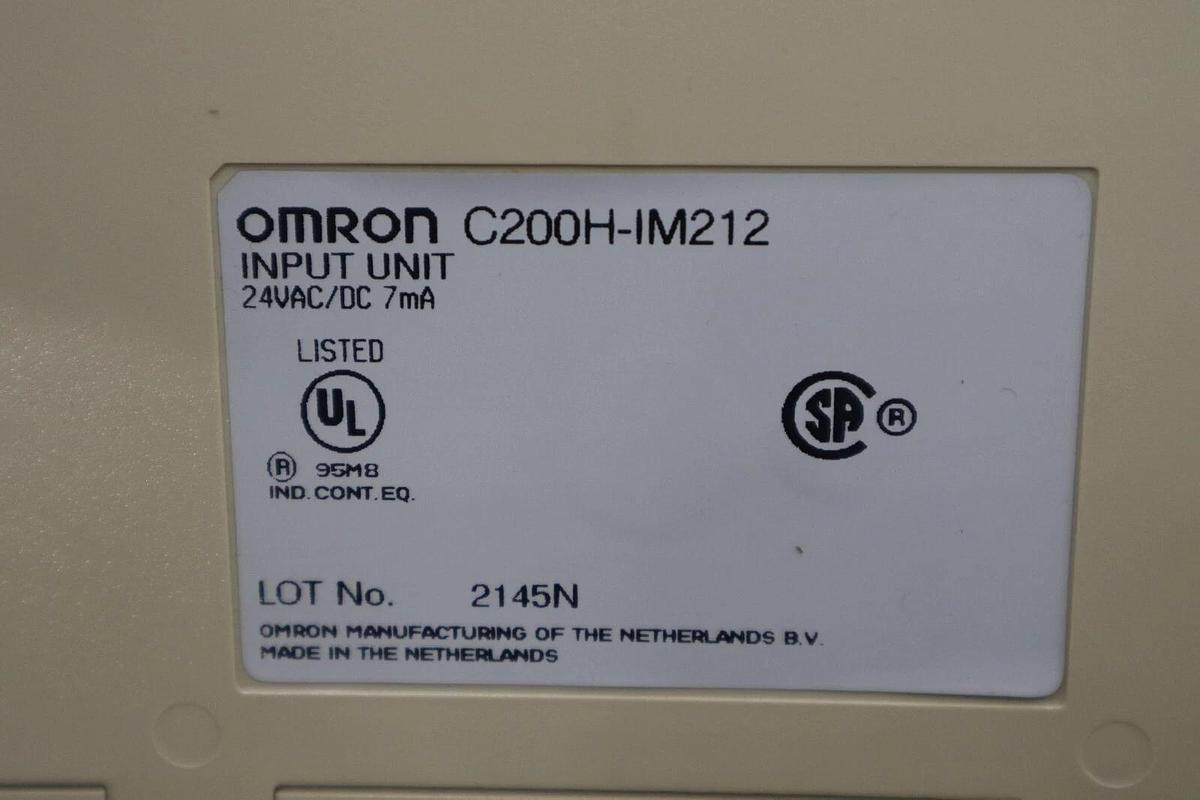 OMRON C200H-IM212
INPUT UNIT
24VAC/DC 7mA
LISTED
UL
® 95M8
IND. CONT. EQ.
SA ®
LOT No. 2145N
OMRON MANUFACTURING OF THE NETHERLANDS B.V.
MADE IN THE NETHERLANDS